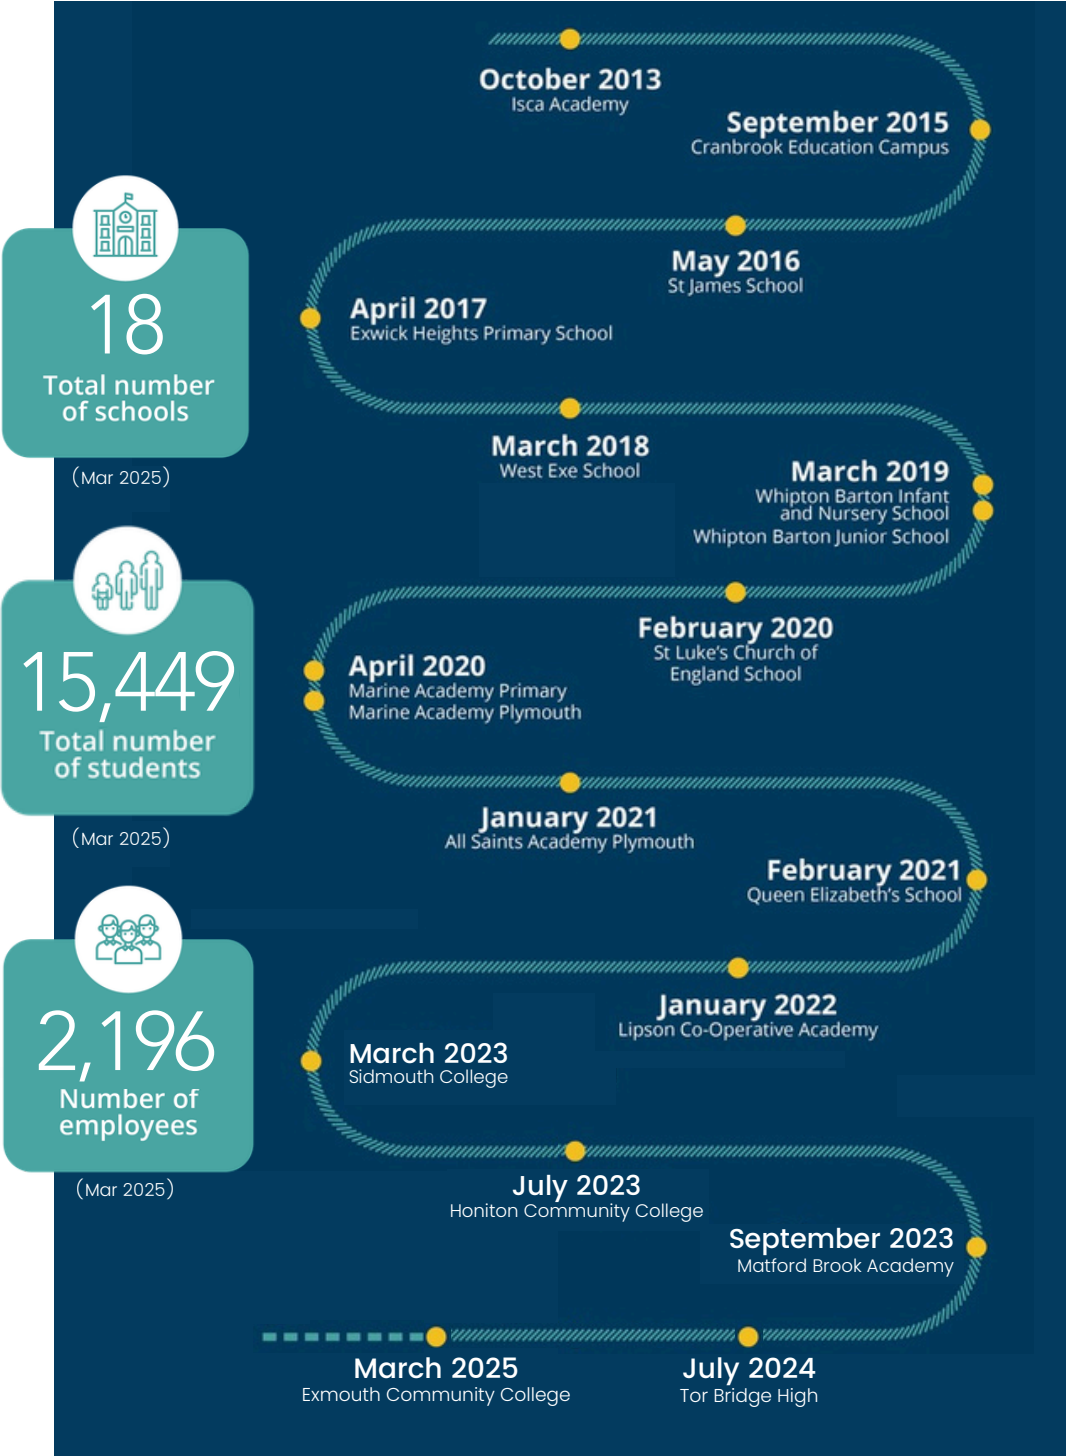 October 2013
Isca Academy
September 2015
Cranbrook Education Campus
May 2016
St James School
April 2017
Exwick Heights Primary School
18
Total number
of schools
(Mar 2025)
March 2018
West Exe School
March 2019
Whipton Barton Infant
and Nursery School
Whipton Barton Junior School
February 2020
St Luke's Church of
England School
15,449
Total number
of students
(Mar 2025)
April 2020
Marine Academy Primary
Marine Academy Plymouth
January 2021
All Saints Academy Plymouth
February 2021
Queen Elizabeth's School
2,196
Number of
employees
(Mar 2025)
January 2022
Lipson Co-Operative Academy
March 2023
Sidmouth College
July 2023
Honiton Community College
September 2023
Matford Brook Academy
March 2025
Exmouth Community College
July 2024
Tor Bridge High